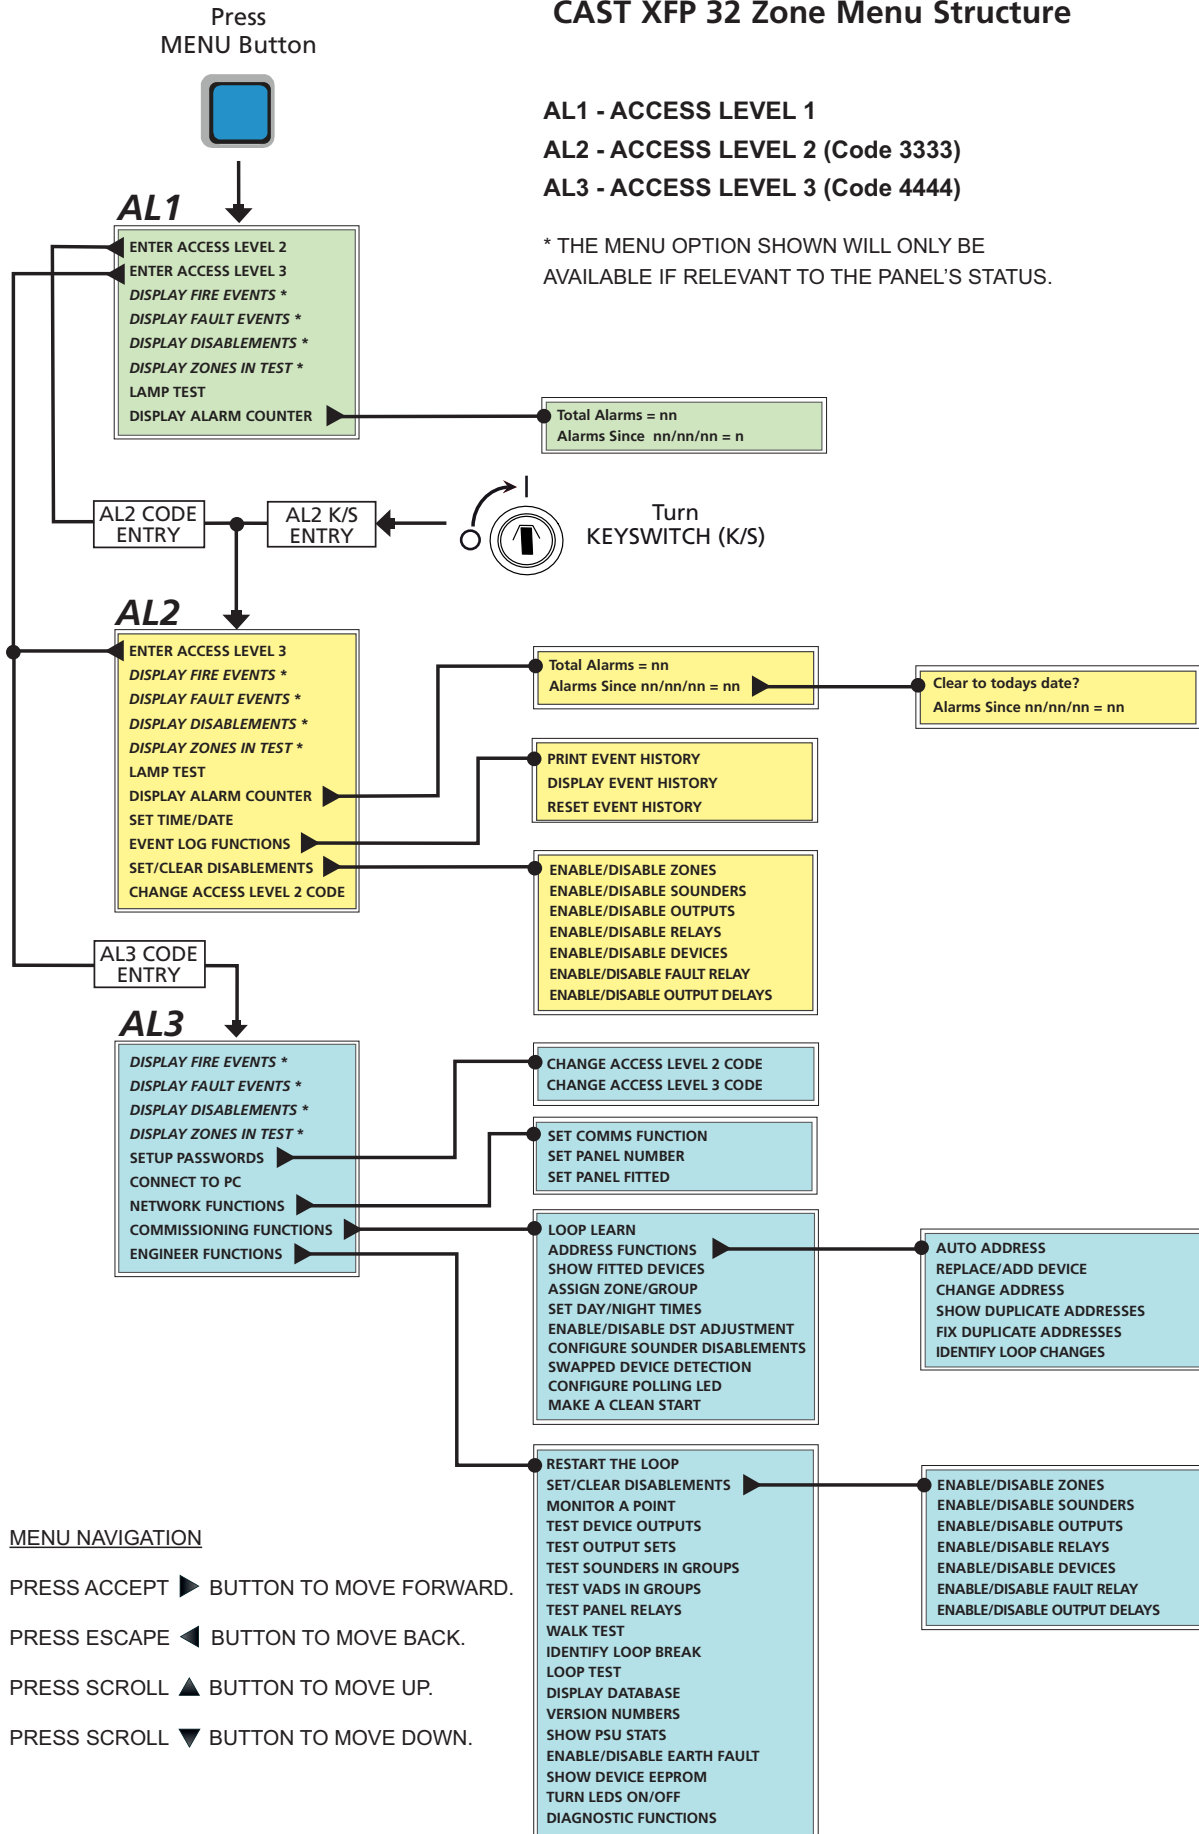 Press
MENU Button
CAST XFP 32 Zone Menu Structure
AL1 - ACCESS LEVEL 1
AL2 - ACCESS LEVEL 2 (Code 3333)
AL3 - ACCESS LEVEL 3 (Code 4444)
* THE MENU OPTION SHOWN WILL ONLY BE
AVAILABLE IF RELEVANT TO THE PANEL'S STATUS.
AL1
ENTER ACCESS LEVEL 2
ENTER ACCESS LEVEL 3
DISPLAY FIRE EVENTS *
DISPLAY FAULT EVENTS *
DISPLAY DISABLEMENTS *
DISPLAY ZONES IN TEST *
LAMP TEST
DISPLAY ALARM COUNTER
Total Alarms = nn
Alarms Since nn/nn/nn = n
AL2 CODE
ENTRY
AL2 K/S
ENTRY
Turn
KEYSWITCH (K/S)
AL2
ENTER ACCESS LEVEL 3
DISPLAY FIRE EVENTS *
DISPLAY FAULT EVENTS *
DISPLAY DISABLEMENTS *
DISPLAY ZONES IN TEST *
LAMP TEST
DISPLAY ALARM COUNTER
SET TIME/DATE
EVENT LOG FUNCTIONS
SET/CLEAR DISABLEMENTS
CHANGE ACCESS LEVEL 2 CODE
Total Alarms = nn
Alarms Since nn/nn/nn = nn
Clear to todays date?
Alarms Since nn/nn/nn = nn
PRINT EVENT HISTORY
DISPLAY EVENT HISTORY
RESET EVENT HISTORY
ENABLE/DISABLE ZONES
ENABLE/DISABLE SOUNDERS
ENABLE/DISABLE OUTPUTS
ENABLE/DISABLE RELAYS
ENABLE/DISABLE DEVICES
ENABLE/DISABLE FAULT RELAY
ENABLE/DISABLE OUTPUT DELAYS
AL3 CODE
ENTRY
AL3
DISPLAY FIRE EVENTS *
DISPLAY FAULT EVENTS *
DISPLAY DISABLEMENTS *
DISPLAY ZONES IN TEST *
SETUP PASSWORDS
CONNECT TO PC
NETWORK FUNCTIONS
COMMISSIONING FUNCTIONS
ENGINEER FUNCTIONS
CHANGE ACCESS LEVEL 2 CODE
CHANGE ACCESS LEVEL 3 CODE
SET COMMS FUNCTION
SET PANEL NUMBER
SET PANEL FITTED
LOOP LEARN
ADDRESS FUNCTIONS
SHOW FITTED DEVICES
ASSIGN ZONE/GROUP
SET DAY/NIGHT TIMES
ENABLE/DISABLE DST ADJUSTMENT
CONFIGURE SOUNDER DISABLEMENTS
SWAPPED DEVICE DETECTION
CONFIGURE POLLING LED
MAKE A CLEAN START
AUTO ADDRESS
REPLACE/ADD DEVICE
CHANGE ADDRESS
SHOW DUPLICATE ADDRESSES
FIX DUPLICATE ADDRESSES
IDENTIFY LOOP CHANGES
RESTART THE LOOP
SET/CLEAR DISABLEMENTS
MONITOR A POINT
TEST DEVICE OUTPUTS
TEST OUTPUT SETS
TEST SOUNDERS IN GROUPS
TEST VADS IN GROUPS
TEST PANEL RELAYS
WALK TEST
IDENTIFY LOOP BREAK
LOOP TEST
DISPLAY DATABASE
VERSION NUMBERS
SHOW PSU STATS
ENABLE/DISABLE EARTH FAULT
SHOW DEVICE EEPROM
TURN LEDS ON/OFF
DIAGNOSTIC FUNCTIONS
ENABLE/DISABLE ZONES
ENABLE/DISABLE SOUNDERS
ENABLE/DISABLE OUTPUTS
ENABLE/DISABLE RELAYS
ENABLE/DISABLE DEVICES
ENABLE/DISABLE FAULT RELAY
ENABLE/DISABLE OUTPUT DELAYS
MENU NAVIGATION
PRESS ACCEPT ▶ BUTTON TO MOVE FORWARD.
PRESS ESCAPE ◀ BUTTON TO MOVE BACK.
PRESS SCROLL ▲ BUTTON TO MOVE UP.
PRESS SCROLL ▼ BUTTON TO MOVE DOWN.